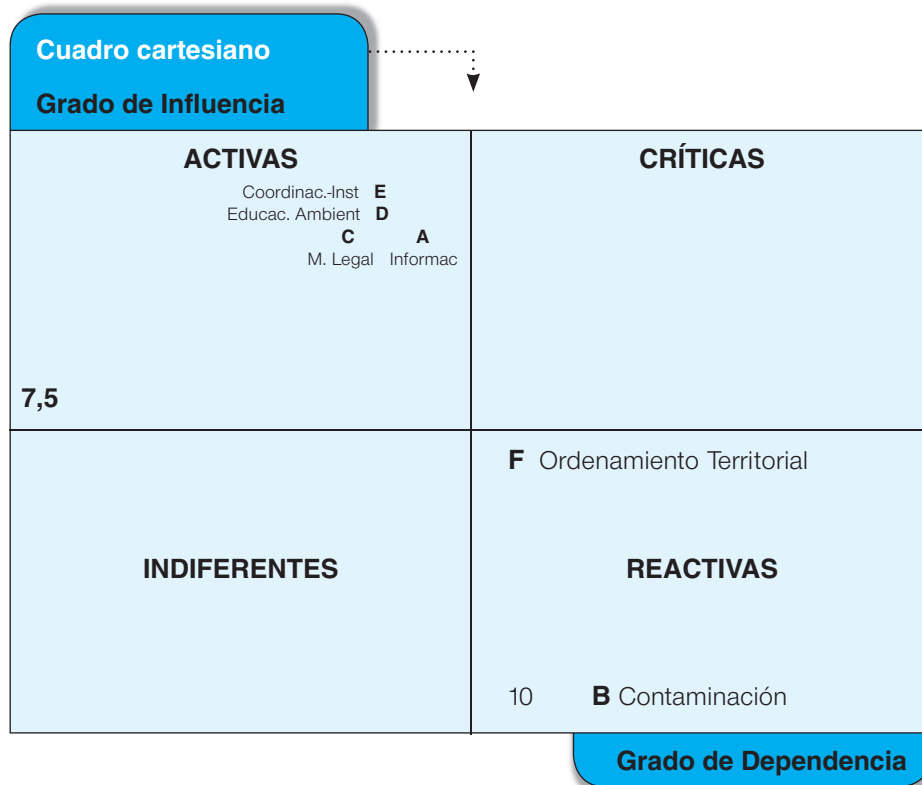 Cuadro cartesiano
Grado de Influencia
ACTIVAS
Coordinac.-Inst E
Educac. Ambient D
C A
M. Legal Informac
7,5
CRÍTICAS
INDIFERENTES
F Ordenamiento Territorial
REACTIVAS
10 B Contaminación
Grado de Dependencia